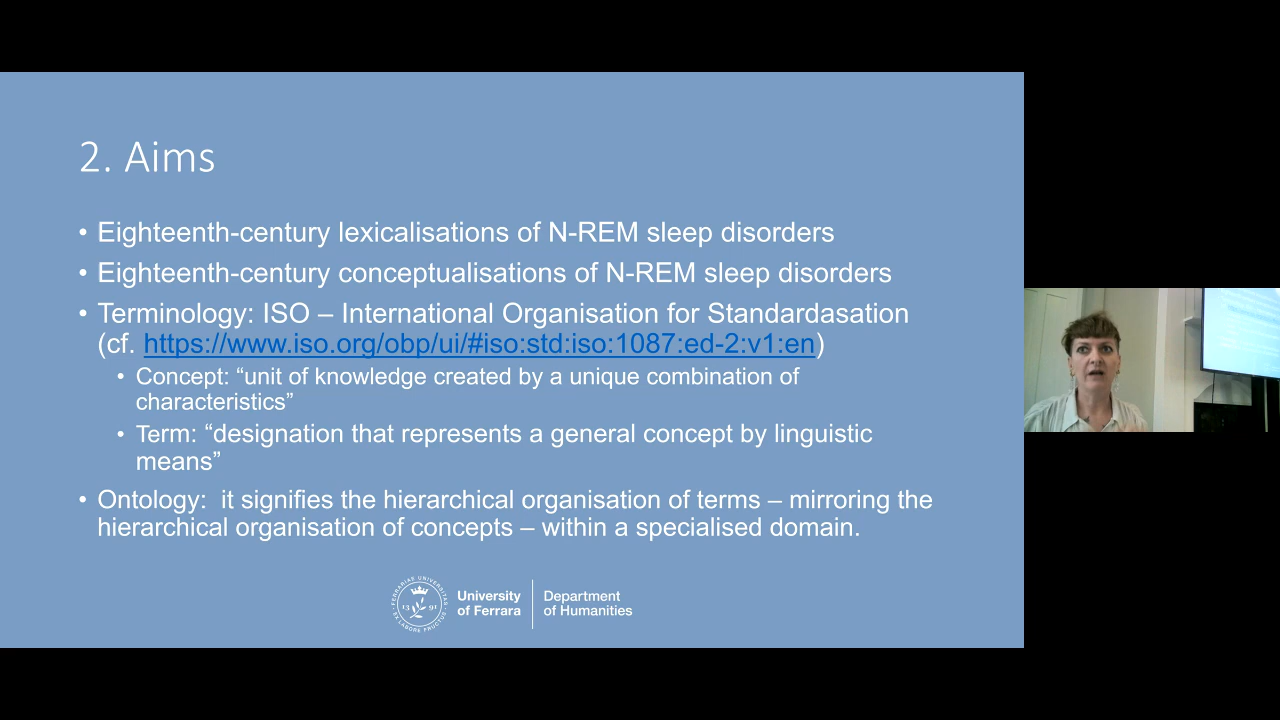 2. Aims
• Eighteenth-century lexicalisations of N-REM sleep disorders
• Eighteenth-century conceptualisations of N-REM sleep disorders
• Terminology: ISO – International Organisation for Standardasation
(cf. https://www.iso.org/obp/ui/#iso:std:iso:1087:ed-2:v1:en)
• Concept: “unit of knowledge created by a unique combination of
characteristics”
• Term: “designation that represents a general concept by linguistic
means”
• Ontology: it signifies the hierarchical organisation of terms – mirroring the
hierarchical organisation of concepts – within a specialised domain.
University
of Ferrara
Department
of Humanities